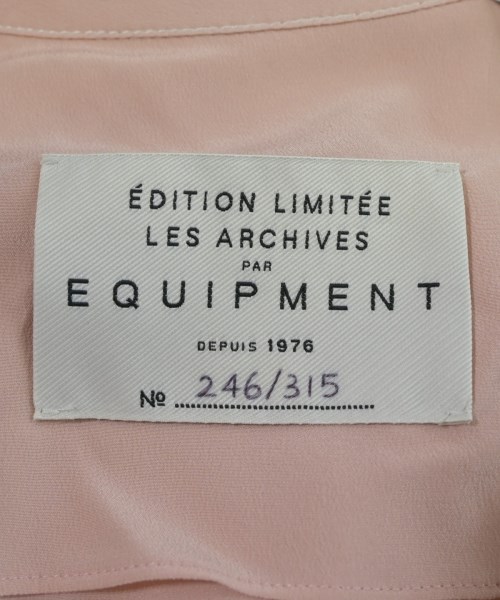 ÉDITION LIMITÉE
LES ARCHIVES
PAR
EQUIPMENT
DEPUIS 1976
Nº 246/315